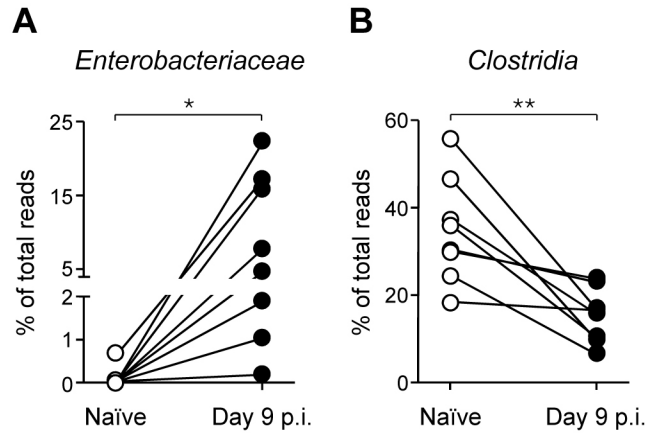 A
Enterobacteriaceae
*
% of total reads
25
15
5
2
1
0
Naïve
Day 9 p.i.
B
Clostridia
**
% of total reads
60
40
20
0
Naïve
Day 9 p.i.